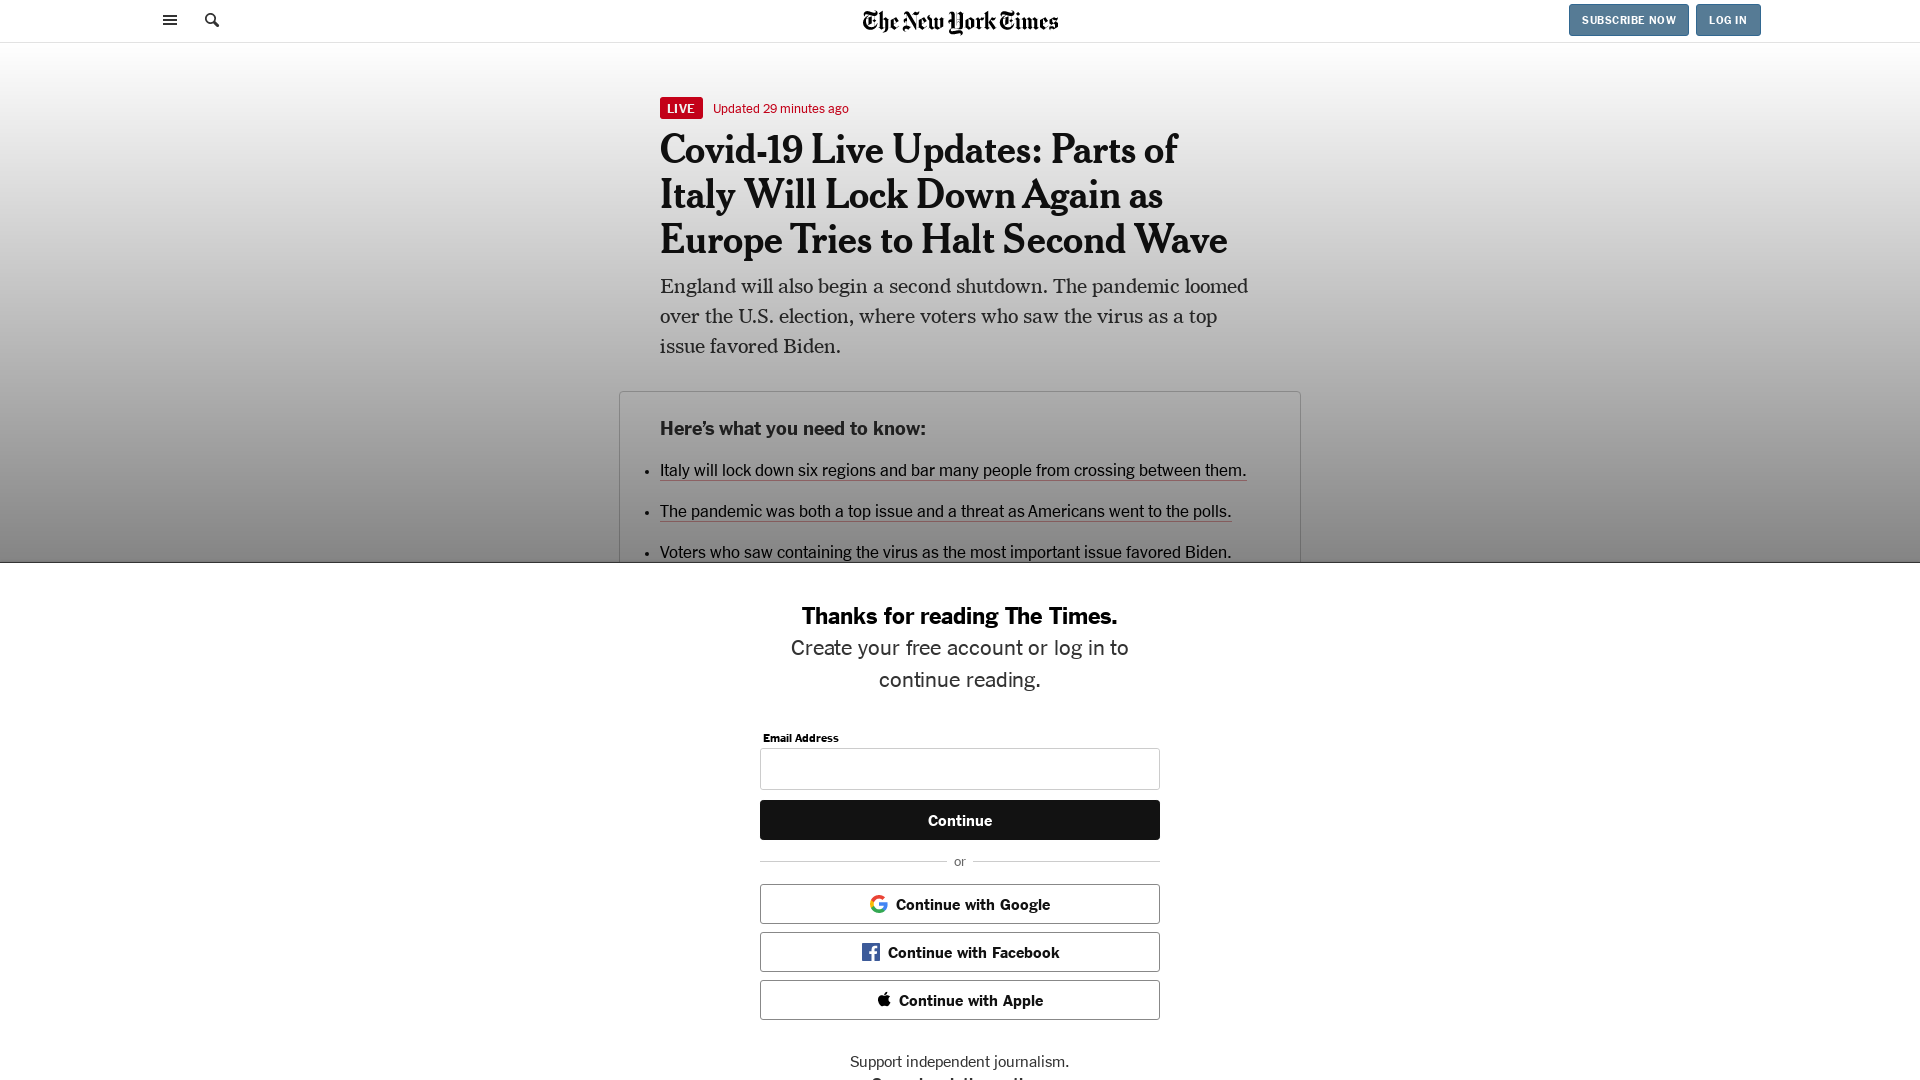 The New York Times
SUBSCRIBE NOW
LOG IN
LIVE
Updated 29 minutes ago
Covid-19 Live Updates: Parts of
Italy Will Lock Down Again as
Europe Tries to Halt Second Wave
England will also begin a second shutdown. The pandemic loomed
over the U.S. election, where voters who saw the virus as a top
issue favored Biden.
Here’s what you need to know:
• Italy will lock down six regions and bar many people from crossing between them.
• The pandemic was both a top issue and a threat as Americans went to the polls.
• Voters who saw containing the virus as the most important issue favored Biden.
Thanks for reading The Times.
Create your free account or log in to
continue reading.
Email Address
Continue
or
Continue with Google
Continue with Facebook
Continue with Apple
Support independent journalism.